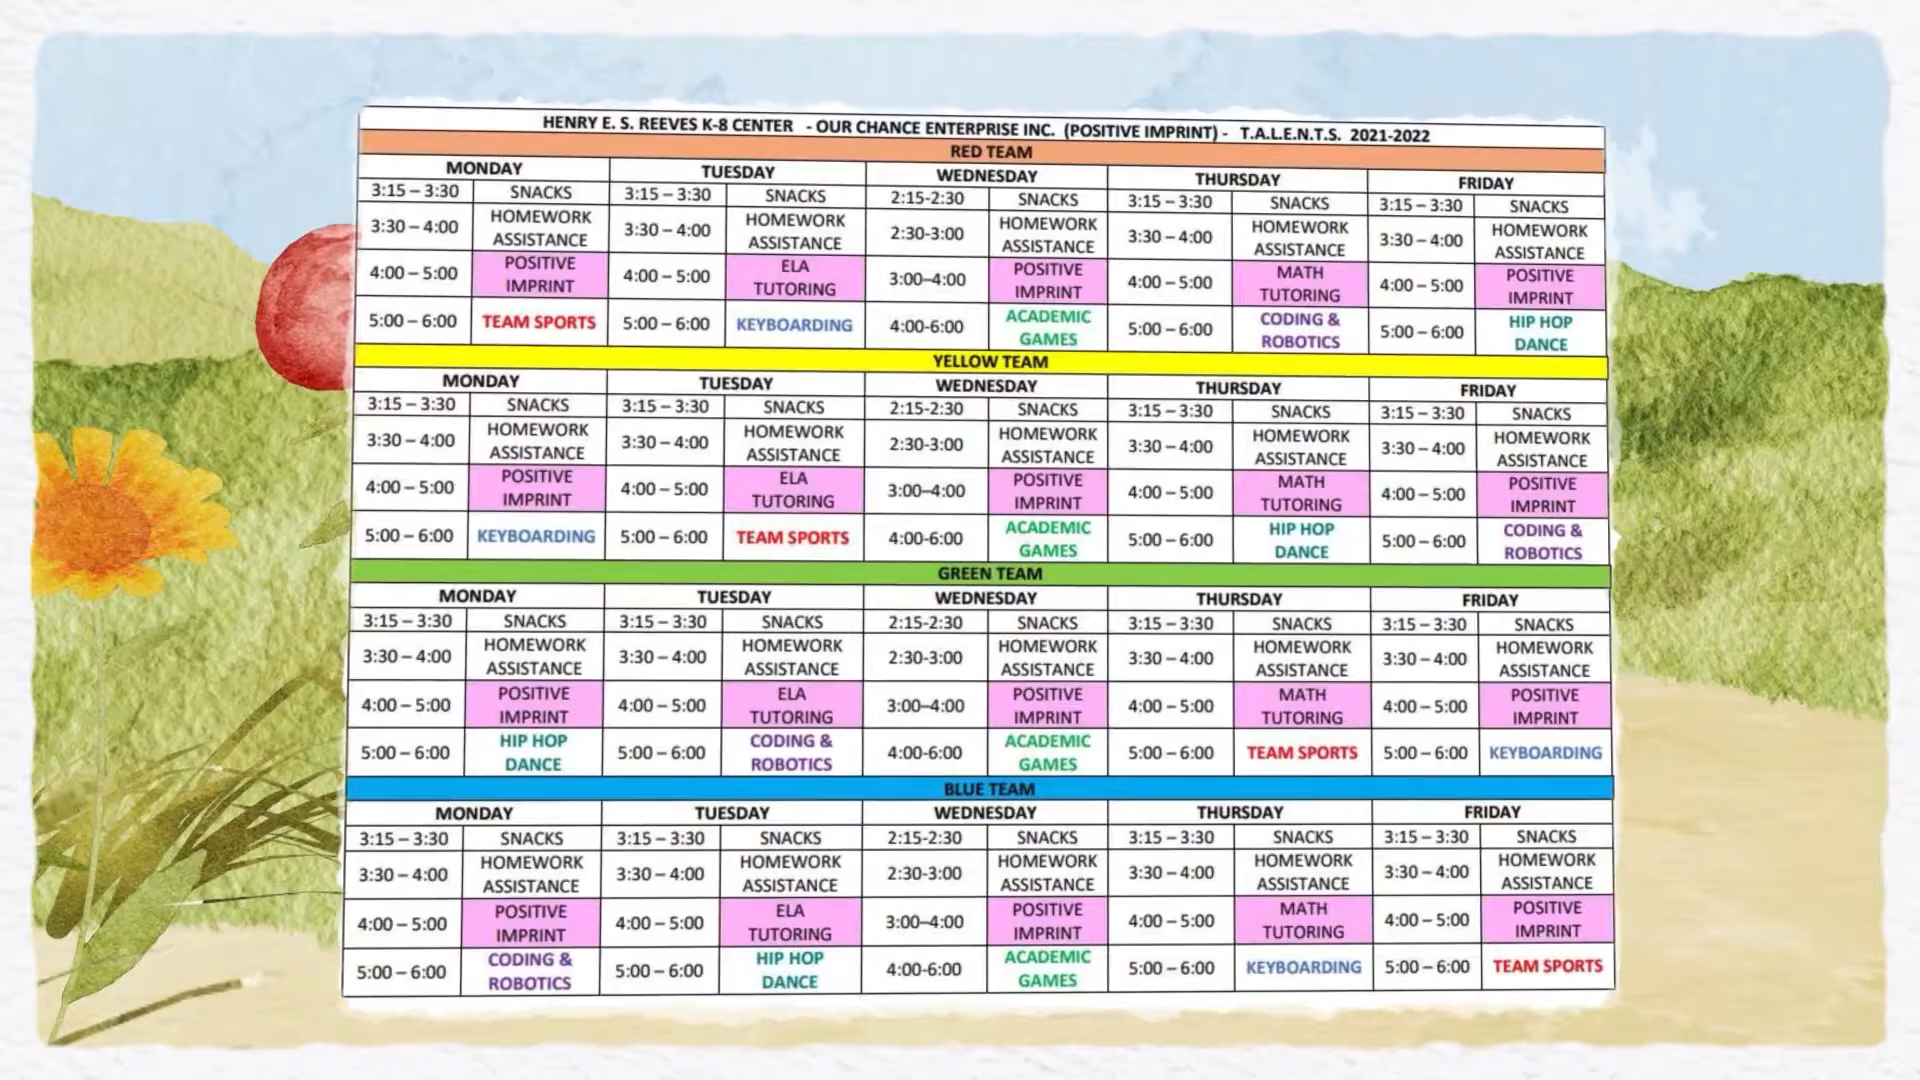 HENRY E. S. REEVES K-8 CENTER - OUR CHANCE ENTERPRISE INC. (POSITIVE IMPRINT) - T.A.L.E.N.T.S. 2021-2022
RED TEAM
MONDAY TUESDAY WEDNESDAY THURSDAY FRIDAY
3:15 – 3:30 SNACKS 3:15 – 3:30 SNACKS 2:15-2:30 SNACKS 3:15 – 3:30 SNACKS 3:15 – 3:30 SNACKS
3:30 – 4:00 HOMEWORK ASSISTANCE 3:30 – 4:00 HOMEWORK ASSISTANCE 2:30-3:00 HOMEWORK ASSISTANCE 3:30 – 4:00 HOMEWORK ASSISTANCE 3:30 – 4:00 HOMEWORK ASSISTANCE
4:00 – 5:00 POSITIVE IMPRINT 4:00 – 5:00 ELA TUTORING 3:00–4:00 POSITIVE IMPRINT 4:00 – 5:00 MATH TUTORING 4:00 – 5:00 POSITIVE IMPRINT
5:00 – 6:00 TEAM SPORTS 5:00 – 6:00 KEYBOARDING 4:00-6:00 ACADEMIC GAMES 5:00 – 6:00 CODING & ROBOTICS 5:00 – 6:00 HIP HOP DANCE
YELLOW TEAM
MONDAY TUESDAY WEDNESDAY THURSDAY FRIDAY
3:15 – 3:30 SNACKS 3:15 – 3:30 SNACKS 2:15-2:30 SNACKS 3:15 – 3:30 SNACKS 3:15 – 3:30 SNACKS
3:30 – 4:00 HOMEWORK ASSISTANCE 3:30 – 4:00 HOMEWORK ASSISTANCE 2:30-3:00 HOMEWORK ASSISTANCE 3:30 – 4:00 HOMEWORK ASSISTANCE 3:30 – 4:00 HOMEWORK ASSISTANCE
4:00 – 5:00 POSITIVE IMPRINT 4:00 – 5:00 ELA TUTORING 3:00–4:00 POSITIVE IMPRINT 4:00 – 5:00 MATH TUTORING 4:00 – 5:00 POSITIVE IMPRINT
5:00 – 6:00 KEYBOARDING 5:00 – 6:00 TEAM SPORTS 4:00-6:00 ACADEMIC GAMES 5:00 – 6:00 HIP HOP DANCE 5:00 – 6:00 CODING & ROBOTICS
GREEN TEAM
MONDAY TUESDAY WEDNESDAY THURSDAY FRIDAY
3:15 – 3:30 SNACKS 3:15 – 3:30 SNACKS 2:15-2:30 SNACKS 3:15 – 3:30 SNACKS 3:15 – 3:30 SNACKS
3:30 – 4:00 HOMEWORK ASSISTANCE 3:30 – 4:00 HOMEWORK ASSISTANCE 2:30-3:00 HOMEWORK ASSISTANCE 3:30 – 4:00 HOMEWORK ASSISTANCE 3:30 – 4:00 HOMEWORK ASSISTANCE
4:00 – 5:00 POSITIVE IMPRINT 4:00 – 5:00 ELA TUTORING 3:00–4:00 POSITIVE IMPRINT 4:00 – 5:00 MATH TUTORING 4:00 – 5:00 POSITIVE IMPRINT
5:00 – 6:00 HIP HOP DANCE 5:00 – 6:00 CODING & ROBOTICS 4:00-6:00 ACADEMIC GAMES 5:00 – 6:00 TEAM SPORTS 5:00 – 6:00 KEYBOARDING
BLUE TEAM
MONDAY TUESDAY WEDNESDAY THURSDAY FRIDAY
3:15 – 3:30 SNACKS 3:15 – 3:30 SNACKS 2:15-2:30 SNACKS 3:15 – 3:30 SNACKS 3:15 – 3:30 SNACKS
3:30 – 4:00 HOMEWORK ASSISTANCE 3:30 – 4:00 HOMEWORK ASSISTANCE 2:30-3:00 HOMEWORK ASSISTANCE 3:30 – 4:00 HOMEWORK ASSISTANCE 3:30 – 4:00 HOMEWORK ASSISTANCE
4:00 – 5:00 POSITIVE IMPRINT 4:00 – 5:00 ELA TUTORING 3:00–4:00 POSITIVE IMPRINT 4:00 – 5:00 MATH TUTORING 4:00 – 5:00 POSITIVE IMPRINT
5:00 – 6:00 CODING & ROBOTICS 5:00 – 6:00 HIP HOP DANCE 4:00-6:00 ACADEMIC GAMES 5:00 – 6:00 KEYBOARDING 5:00 – 6:00 TEAM SPORTS